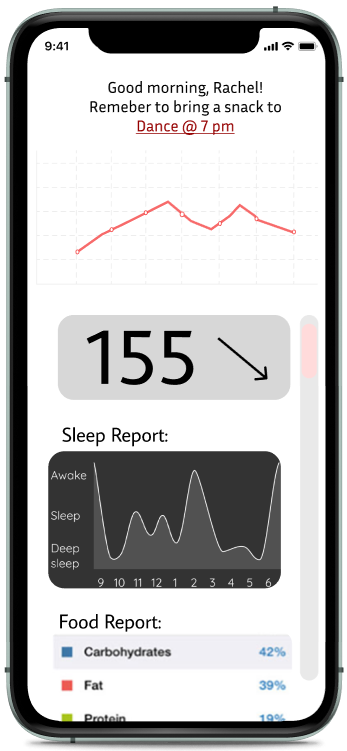 9:41
Good morning, Rachel!
Remeber to bring a snack to
Dance @ 7 pm
155
Sleep Report:
Awake
Sleep
Deep
sleep
9 10 11 12 1 2 3 4 5 6
Food Report:
Carbohydrates 42%
Fat 39%
Protein 19%